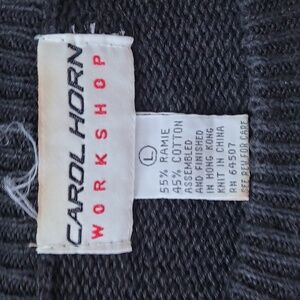 CAROL HORN
WORKSHOP
L
55% RAMIE
45% COTTON
ASSEMBLED
AND FINISHED
IN HONG KONG
KNIT IN CHINA
RN 64507
SEE REV FOR CARE